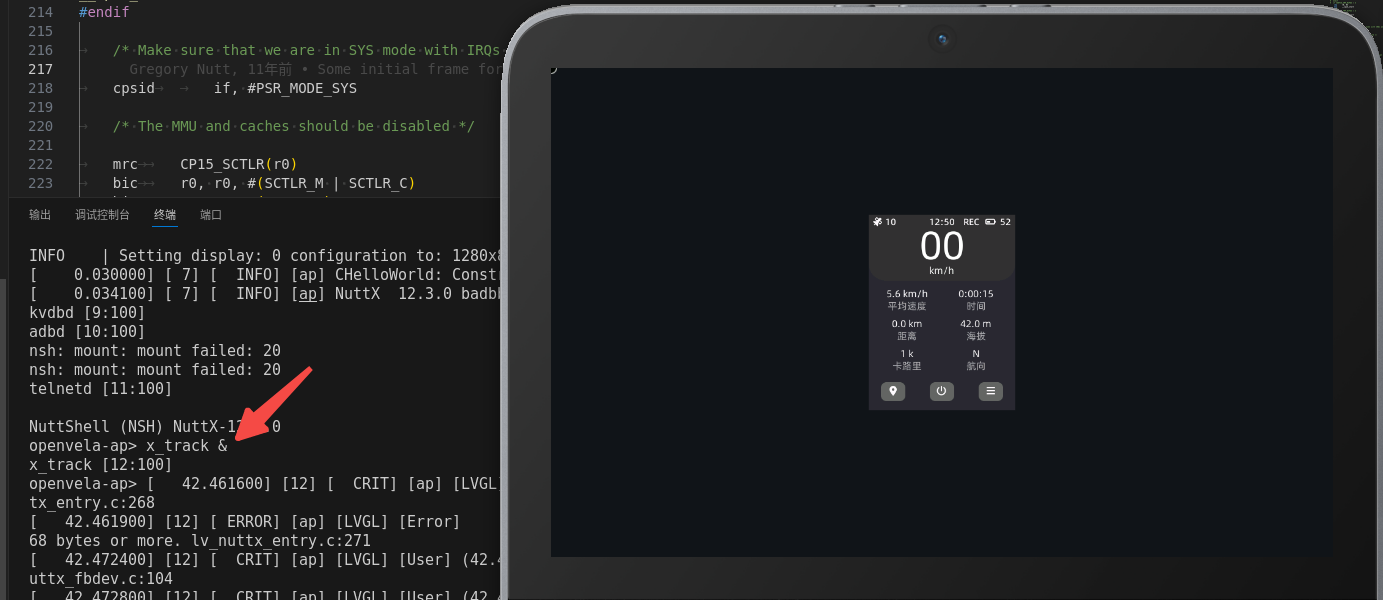 214 #endif
215
216 /* Make sure that we are in SYS mode with IRQs
217 Gregory Nutt, 11年前 • Some initial frame for
218 cpsid if, #PSR_MODE_SYS
219
220 /* The MMU and caches should be disabled */
221
222 mrc CP15_SCTLR(r0)
223 bic r0, r0, #(SCTLR_M | SCTLR_C)
输出 调试控制台 终端 端口
INFO | Setting display: 0 configuration to: 1280x
[ 0.030000] [ 7] [ INFO] [ap] CHelloWorld: Const
[ 0.034100] [ 7] [ INFO] [ap] NuttX 12.3.0 badb
kvdbd [9:100]
adbd [10:100]
nsh: mount: mount failed: 20
nsh: mount: mount failed: 20
telnetd [11:100]
NuttShell (NSH) NuttX-12 0
openvela-ap> x_track &
x_track [12:100]
openvela-ap> [ 42.461600] [12] [ CRIT] [ap] [LVGL]
tx_entry.c:268
[ 42.461900] [12] [ ERROR] [ap] [LVGL] [Error]
68 bytes or more. lv_nuttx_entry.c:271
[ 42.472400] [12] [ CRIT] [ap] [LVGL] [User] (42.
uttx_fbdev.c:104
[ 42.472800] [12] [ CRIT] [ap] [LVGL] [User] (42.
10 12:50 REC 52
00
km/h
5.6 km/h 0:00:15
平均速度 时间
0.0 km 42.0 m
距离 海拔
1 k N
卡路里 航向